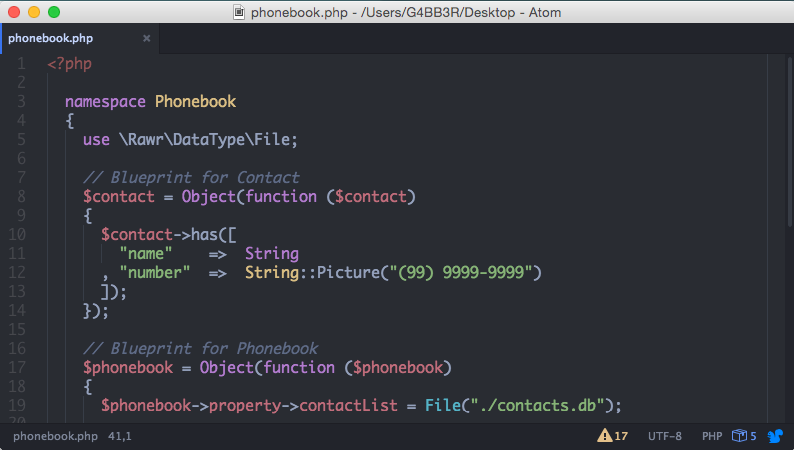 phonebook.php - /Users/G4BB3R/Desktop - Atom
phonebook.php ×
1 <?php
2
3 namespace Phonebook
4 {
5 use \Rawr\DataType\File;
6
7 // Blueprint for Contact
8 $contact = Object(function ($contact)
9 {
10 $contact->has([
11 "name" => String
12 , "number" => String::Picture("(99) 9999-9999")
13 ]);
14 });
15
16 // Blueprint for Phonebook
17 $phonebook = Object(function ($phonebook)
18 {
19 $phonebook->property->contactList = File("./contacts.db");
20
phonebook.php 41,1 17 UTF-8 PHP 5